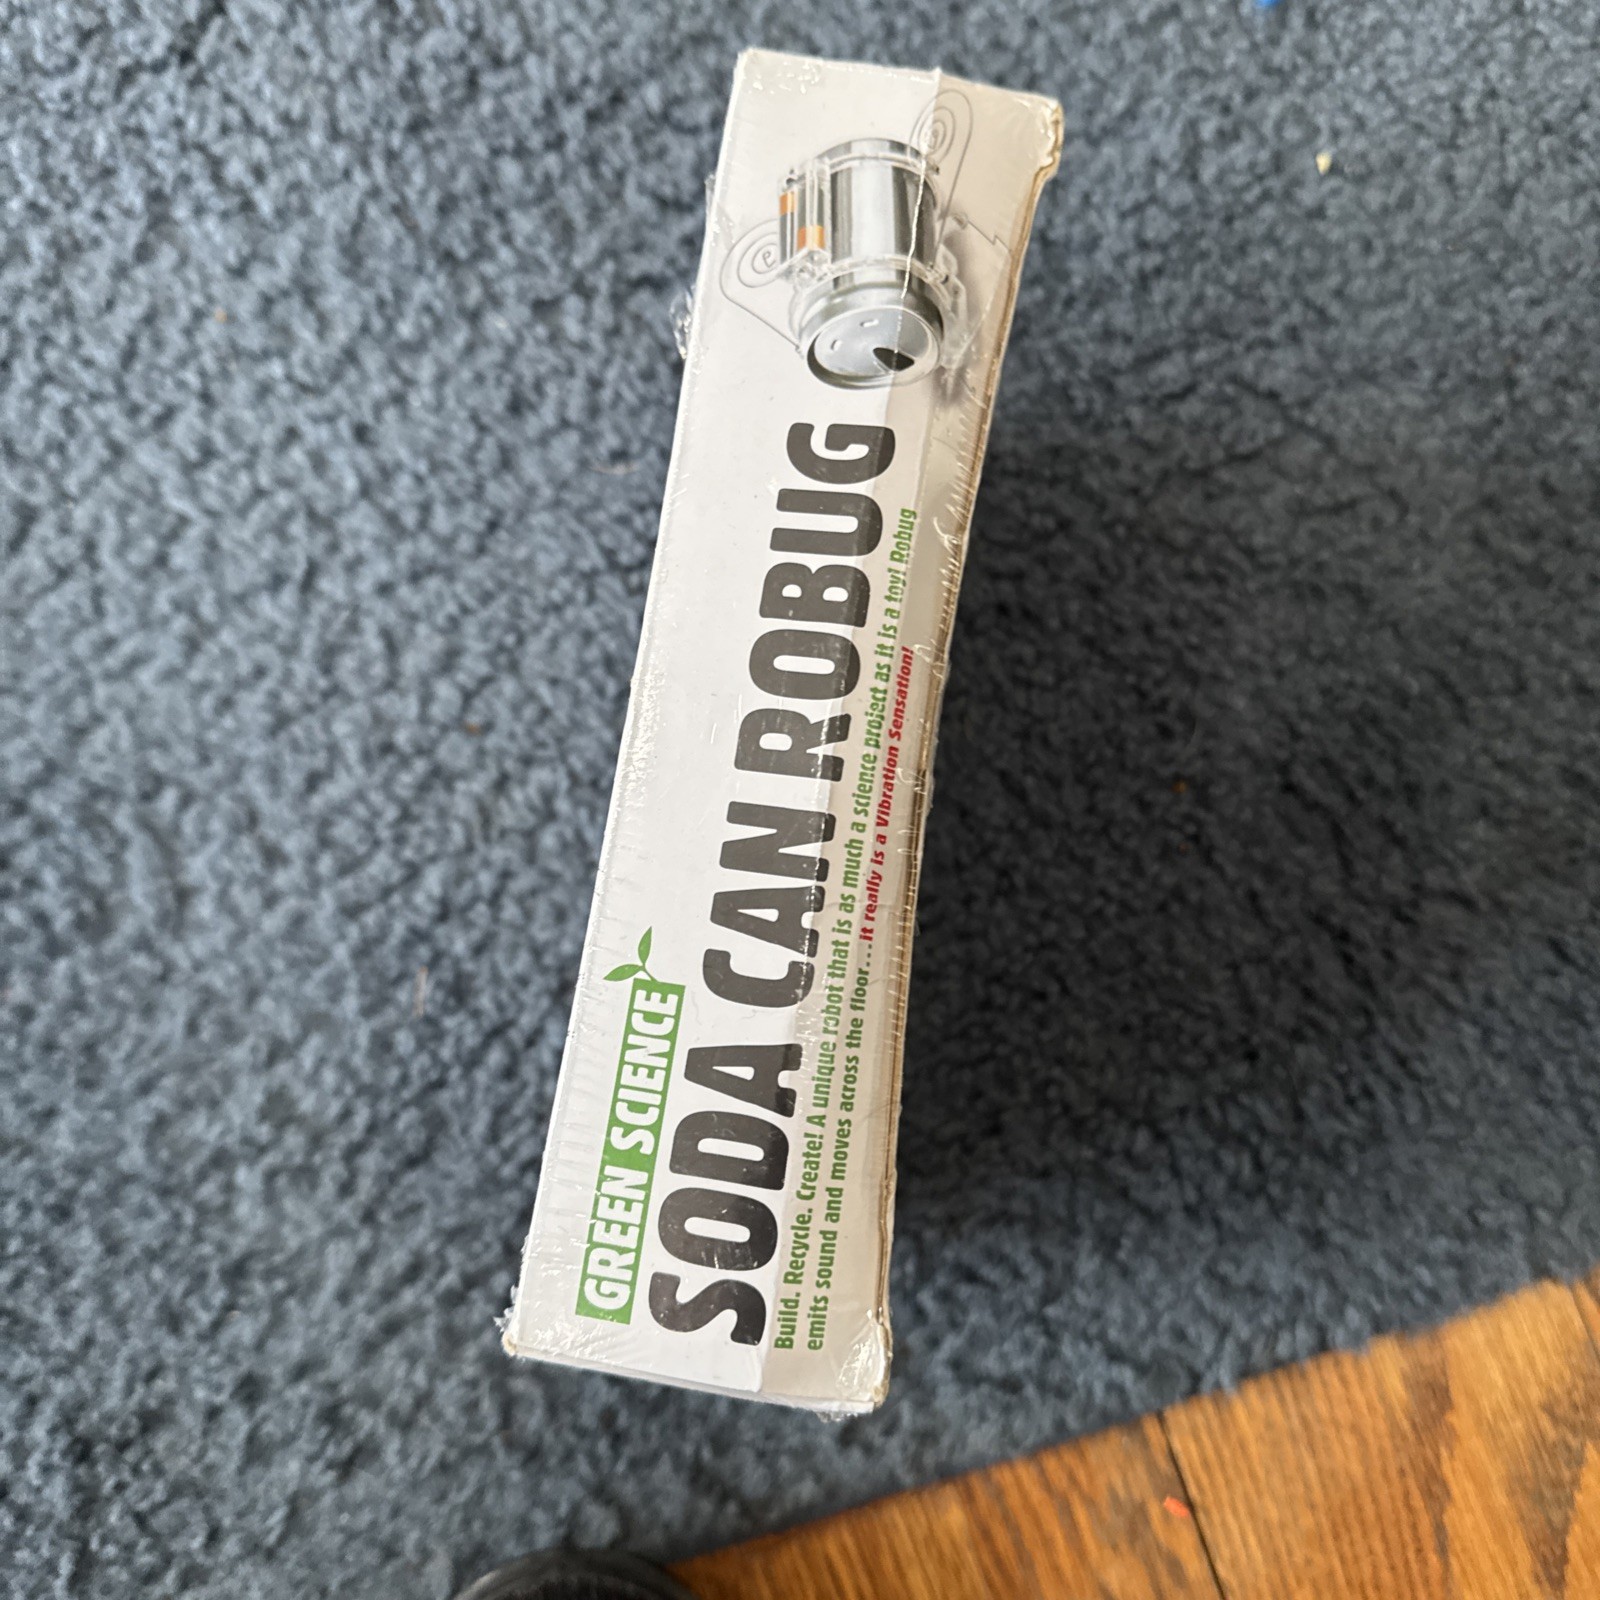 GREEN SCIENCE
SODA CAN ROBUG
Build. Recycle. Create! A unique robot that is as much a science project as it is a toy! Robug
emits sound and moves across the floor...it really is a Vibration Sensation!